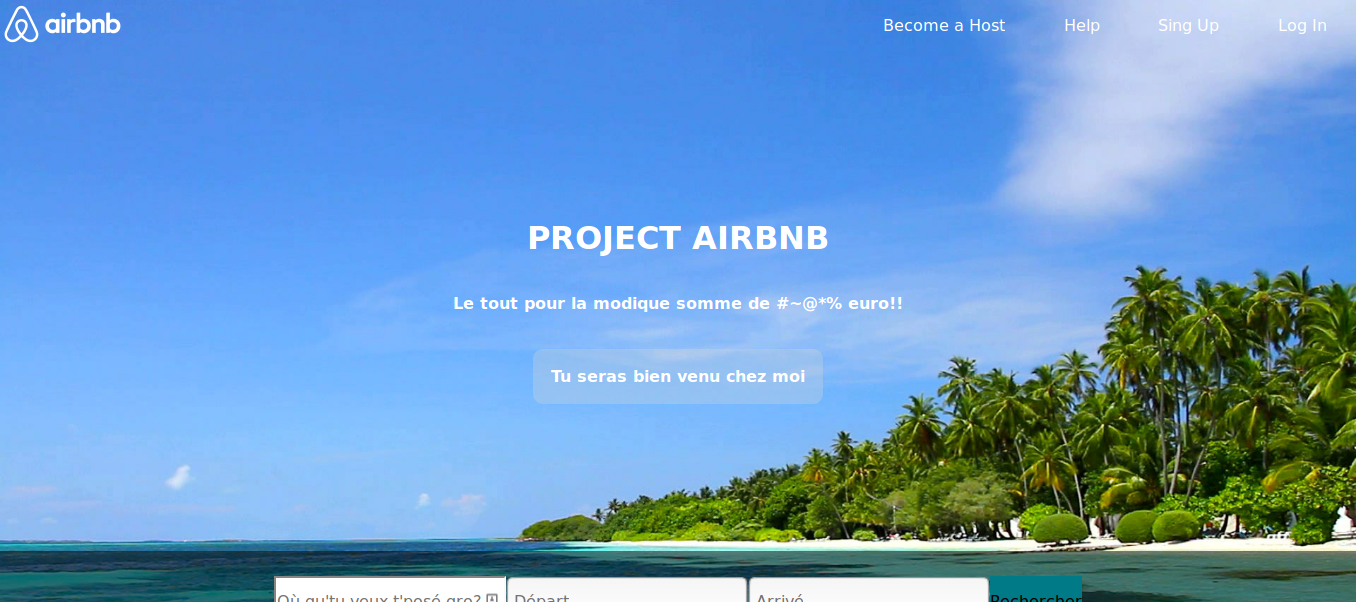 airbnb
Become a Host Help Sing Up Log In
PROJECT AIRBNB
Le tout pour la modique somme de #~@*% euro!!
Tu seras bien venu chez moi
Où qu'tu veux t'posé gro? Départ Arrivé Rechercher